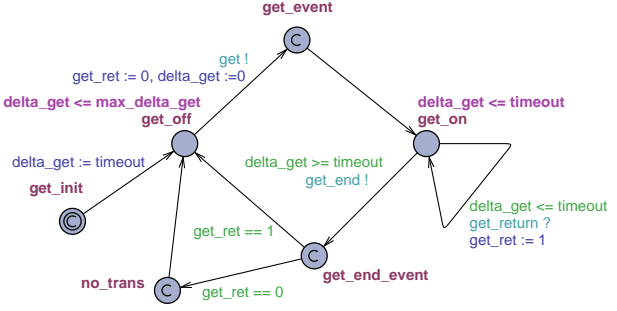 get_event
C
get !
get_ret := 0, delta_get :=0
delta_get <= max_delta_get
get_off
delta_get <= timeout
get_on
delta_get := timeout
get_init
C
delta_get >= timeout
get_end !
delta_get <= timeout
get_return ?
get_ret := 1
get_ret == 1
C
get_end_event
no_trans
C
get_ret == 0